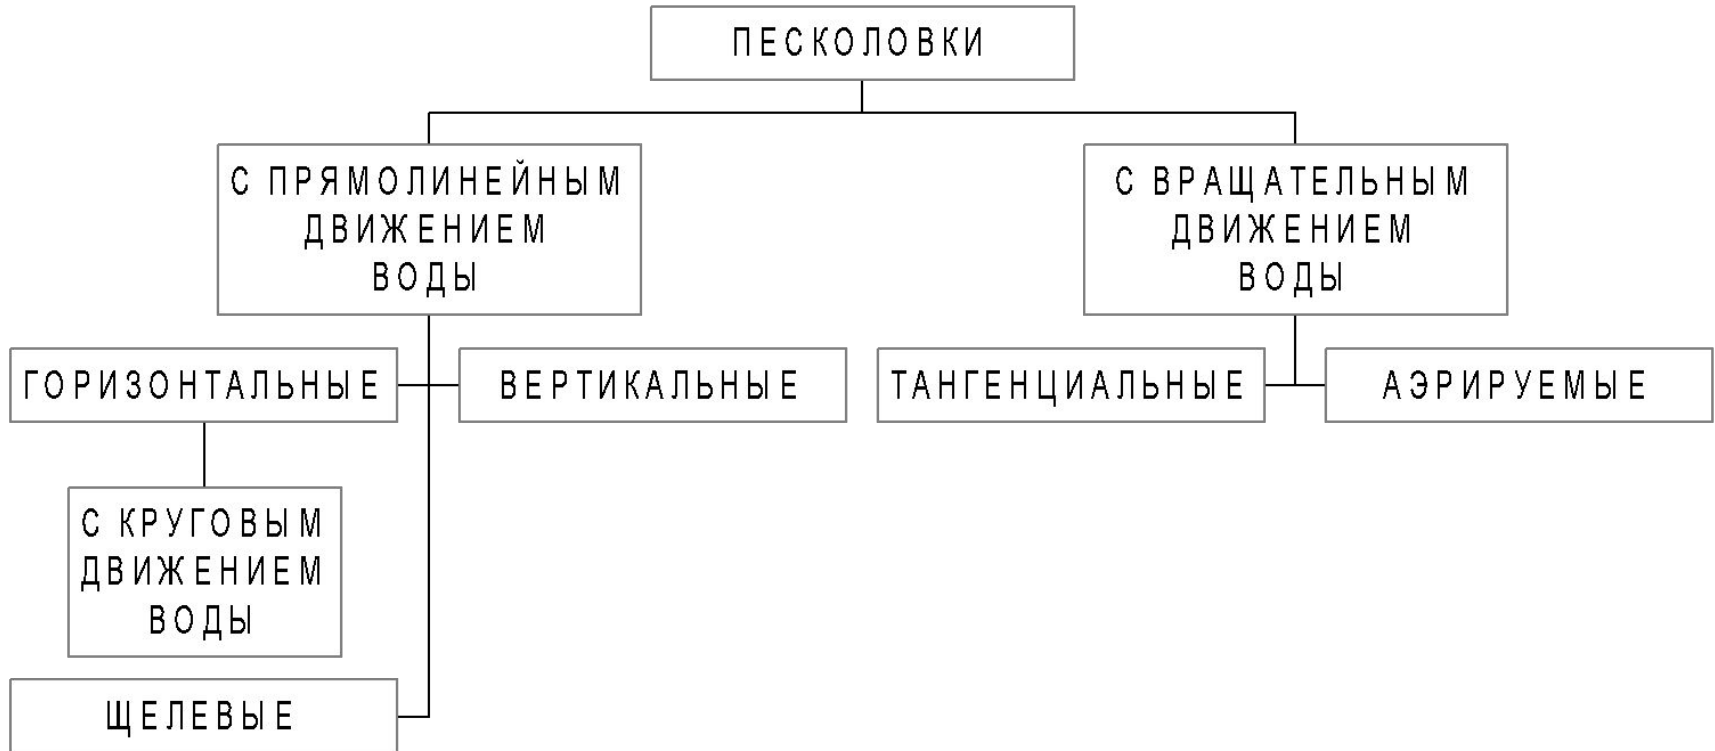 ПЕСКОЛОВКИ
С ПРЯМОЛИНЕЙНЫМ
ДВИЖЕНИЕМ
ВОДЫ
С ВРАЩАТЕЛЬНЫМ
ДВИЖЕНИЕМ
ВОДЫ
ГОРИЗОНТАЛЬНЫЕ
ВЕРТИКАЛЬНЫЕ
ТАНГЕНЦИАЛЬНЫЕ
АЭРИРУЕМЫЕ
С КРУГОВЫМ
ДВИЖЕНИЕМ
ВОДЫ
ЩЕЛЕВЫЕ